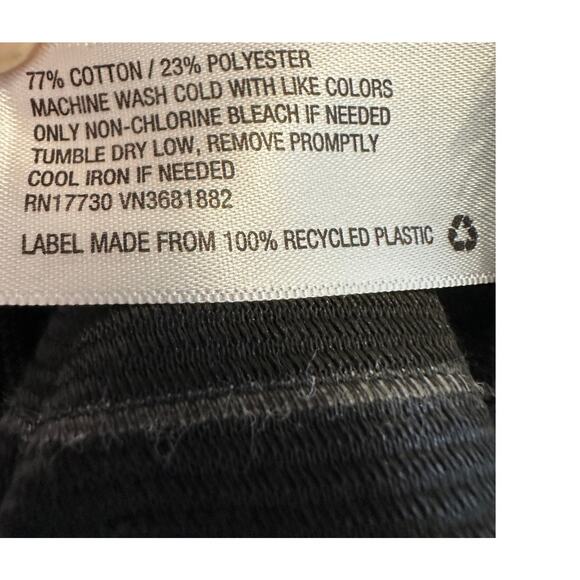 77% COTTON / 23% POLYESTER
MACHINE WASH COLD WITH LIKE COLORS
ONLY NON-CHLORINE BLEACH IF NEEDED
TUMBLE DRY LOW, REMOVE PROMPTLY
COOL IRON IF NEEDED
RN17730 VN3681882
LABEL MADE FROM 100% RECYCLED PLASTIC